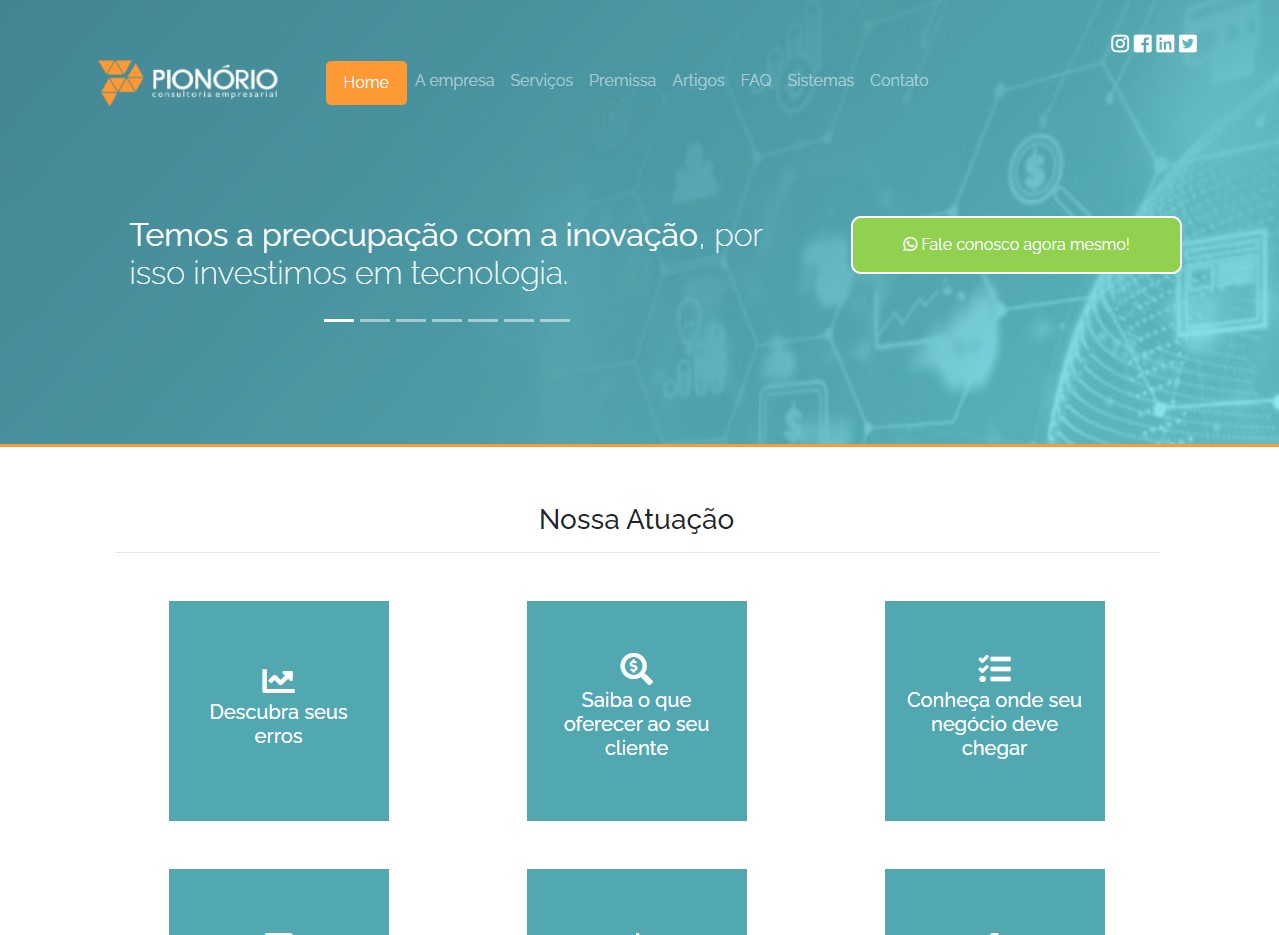 PIONÓRIO
consultoria empresarial
Home A empresa Serviços Premissa Artigos FAQ Sistemas Contato
Temos a preocupação com a inovação, por
isso investimos em tecnologia.
Fale conosco agora mesmo!
Nossa Atuação
Descubra seus
erros
Saiba o que
oferecer ao seu
cliente
Conheça onde seu
negócio deve
chegar